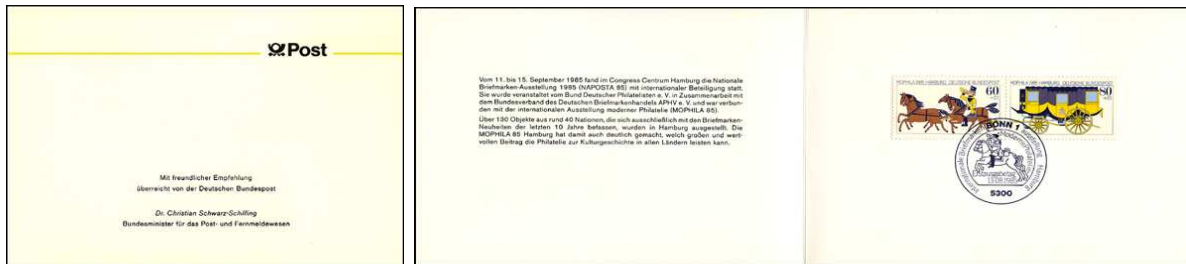 Post
Mit freundlicher Empfehlung
überreicht von der Deutschen Bundespost
Dr. Christian Schwarz-Schilling
Bundesminister für das Post- und Fernmeldewesen
Vom 11. bis 15. September 1985 fand im Congress Centrum Hamburg die Nationale
Briefmarken-Ausstellung 1985 (NAPOSTA 85) mit internationaler Beteiligung statt.
Sie wurde veranstaltet vom Bund Deutscher Philatelisten e. V. in Zusammenarbeit mit
dem Bundesverband des Deutschen Briefmarkenhandels APHV e. V. und war verbun-
den mit der internationalen Ausstellung moderner Philatelie (MOPHILA 85).
Über 130 Objekte aus rund 40 Nationen, die sich ausschließlich mit den Briefmarken-
Neuheiten der letzten 10 Jahre befassen, wurden in Hamburg ausgestellt. Die
MOPHILA 85 Hamburg hat damit auch deutlich gemacht, welch großen und wert-
vollen Beitrag die Philatelie zur Kulturgeschichte in allen Ländern leisten kann.
MOPHILA 1985 HAMBURG DEUTSCHE BUNDESPOST
60
MOPHILA 1985 HAMBURG DEUTSCHE BUNDESPOST
80
BONN 1
Internationale Hamburg
5300